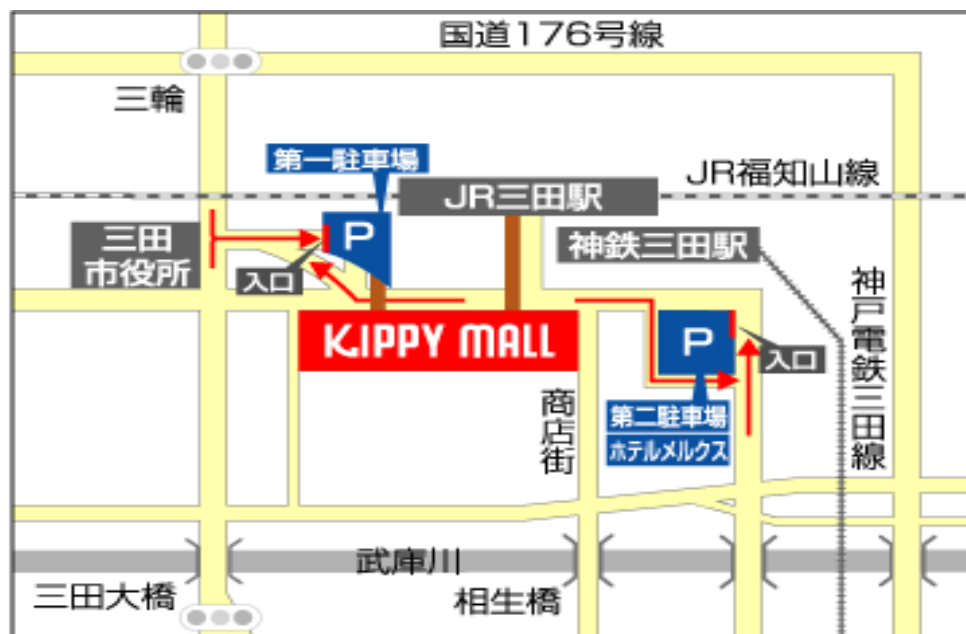 国道176号線
三輪
第一駐車場
JR福知山線
JR三田駅
P
三田
市役所
神鉄三田駅
入口
神戸電鉄三田線
KIPPY MALL
P
入口
商店街
第二駐車場
ホテルメルクス
武庫川
三田大橋
相生橋